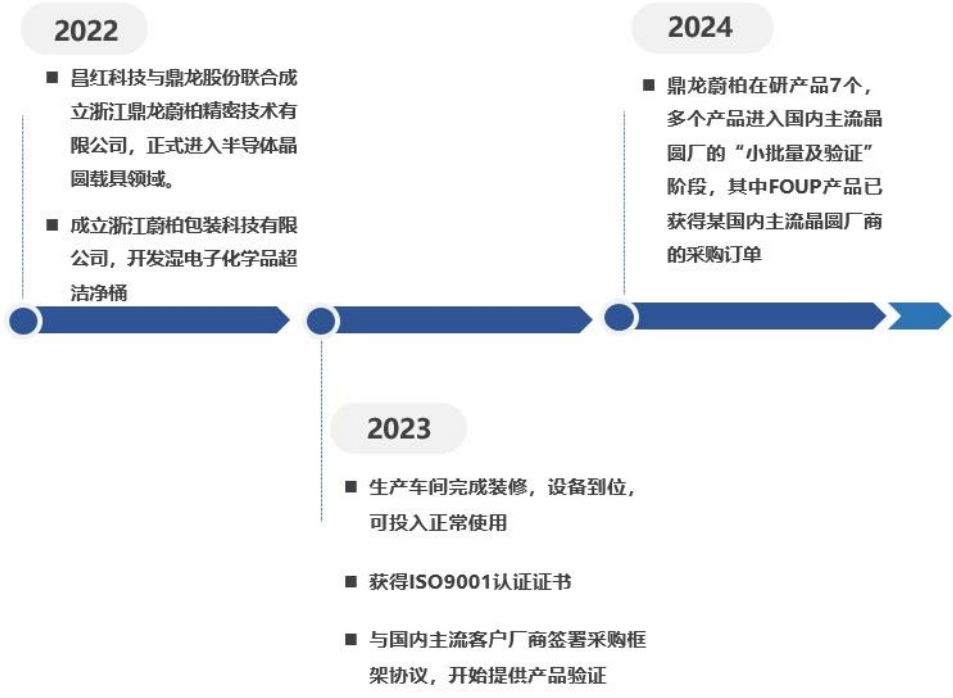 2022
■ 昌红科技与鼎龙股份联合成
立浙江鼎龙蔚柏精密技术有
限公司，正式进入半导体晶
圆载具领域。
■ 成立浙江蔚柏包装科技有限
公司，开发湿电子化学品超
洁净桶
2023
■ 生产车间完成装修，设备到位，
可投入正常使用
■ 获得ISO9001认证证书
■ 与国内主流客户厂商签署采购框
架协议，开始提供产品验证
2024
■ 鼎龙蔚柏在研产品7个，
多个产品进入国内主流晶
圆厂的“小批量及验证”
阶段，其中FOUP产品已
获得某国内主流晶圆厂商
的采购订单